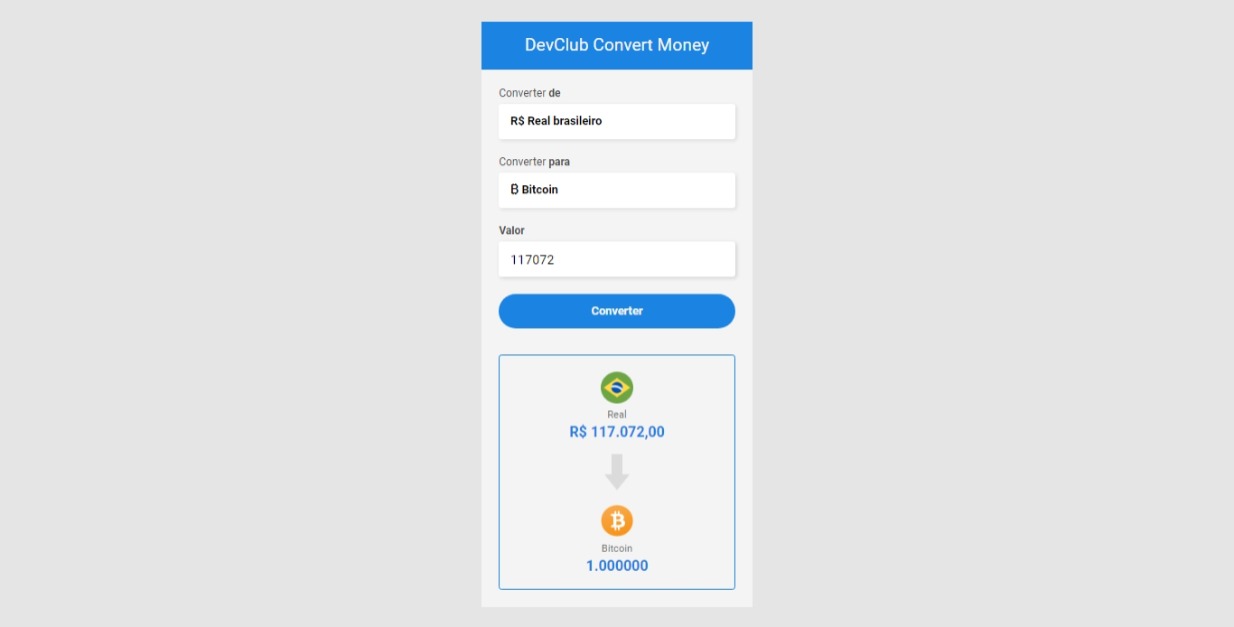 DevClub Convert Money
Converter de
R$ Real brasileiro
Converter para
₿ Bitcoin
Valor
117072
Converter
Real
R$ 117.072,00
Bitcoin
1.000000